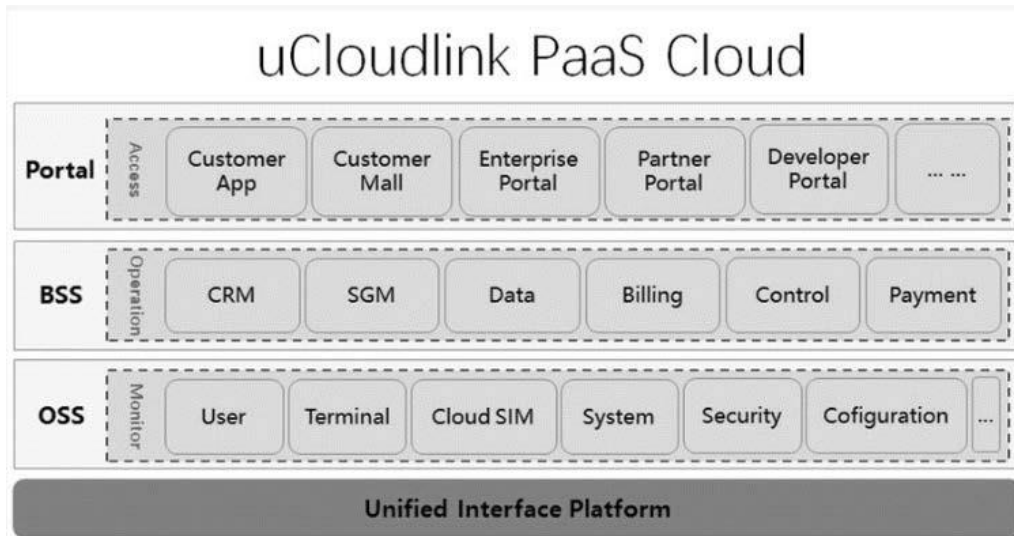 uCloudlink PaaS Cloud
Portal
Access
Customer
App
Customer
Mall
Enterprise
Portal
Partner
Portal
Developer
Portal
... ...
BSS
Operation
CRM
SGM
Data
Billing
Control
Payment
OSS
Monitor
User
Terminal
Cloud SIM
System
Security
Cofiguration
...
Unified Interface Platform